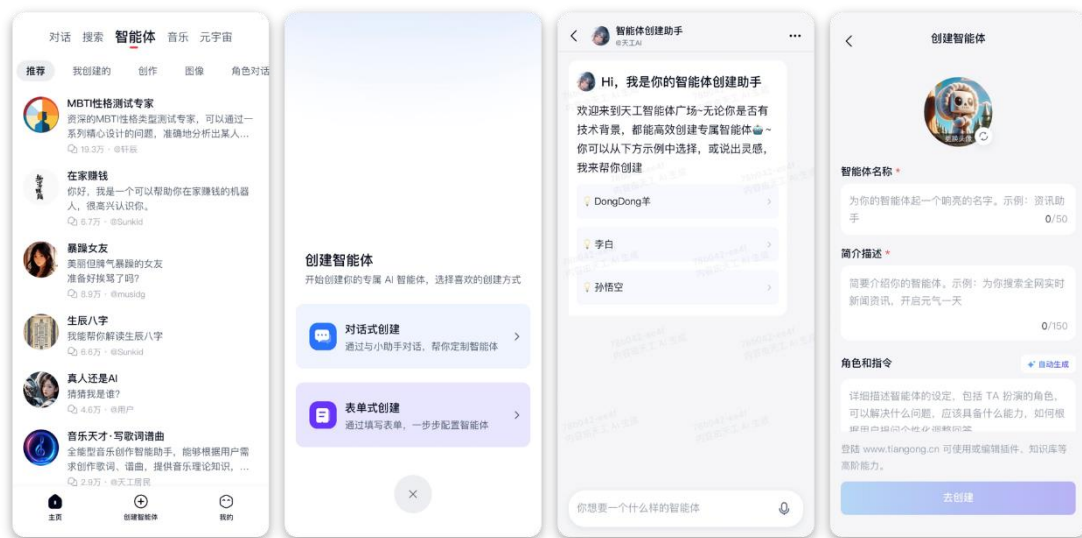 对话 搜索 智能体 音乐 元宇宙
推荐 我创建的 创作 图像 角色对话
MBTI性格测试专家
资深的MBTI性格类型测试专家，可以通过一
系列精心设计的问题，准确地分析出某人...
19.3万 · @轩辕
在家赚钱
你好，我是一个可以帮助你在家赚钱的机器
人，很高兴认识你。
6.7万 · @Sunkid
暴躁女友
美丽但脾气暴躁的女友
准备好挨骂了吗?
8.9万 · @musidg
生辰八字
我能帮你解读生辰八字
6.6万 · @Sunkid
真人还是AI
猜猜我是谁?
4.6万 · @用户
音乐天才·写歌词谱曲
全能型音乐创作智能助手，能够根据用户需
求创作歌词、谱曲，提供音乐理论知识，...
2.9万 · @天工居民
主页 创建智能体 我的
创建智能体
开始创建你的专属 AI 智能体，选择喜欢的创建方式
对话式创建
通过与小助手对话，帮你定制智能体
表单式创建
通过填写表单，一步步配置智能体
智能体创建助手
@天工AI
Hi，我是你的智能体创建助手
欢迎来到天工智能体广场~无论你是否有
技术背景，都能高效创建专属智能体~
你可以从下方示例中选择，或说出灵感，
我来帮你创建
DongDong羊
李白
孙悟空
你想要一个什么样的智能体
创建智能体
更换头像
智能体名称 *
为你的智能体起一个响亮的名字。示例：资讯助
手 0/50
简介描述 *
简要介绍你的智能体。示例：为你搜索全网实时
新闻资讯，开启元气一天
0/150
角色和指令 自动生成
详细描述智能体的设定，包括 TA 扮演的角色，
可以解决什么问题，应该具备什么能力，如何根
据用户提问个性化调整回答
登陆 www.tiangong.cn 可使用或编辑插件、知识库等
高阶能力。
去创建